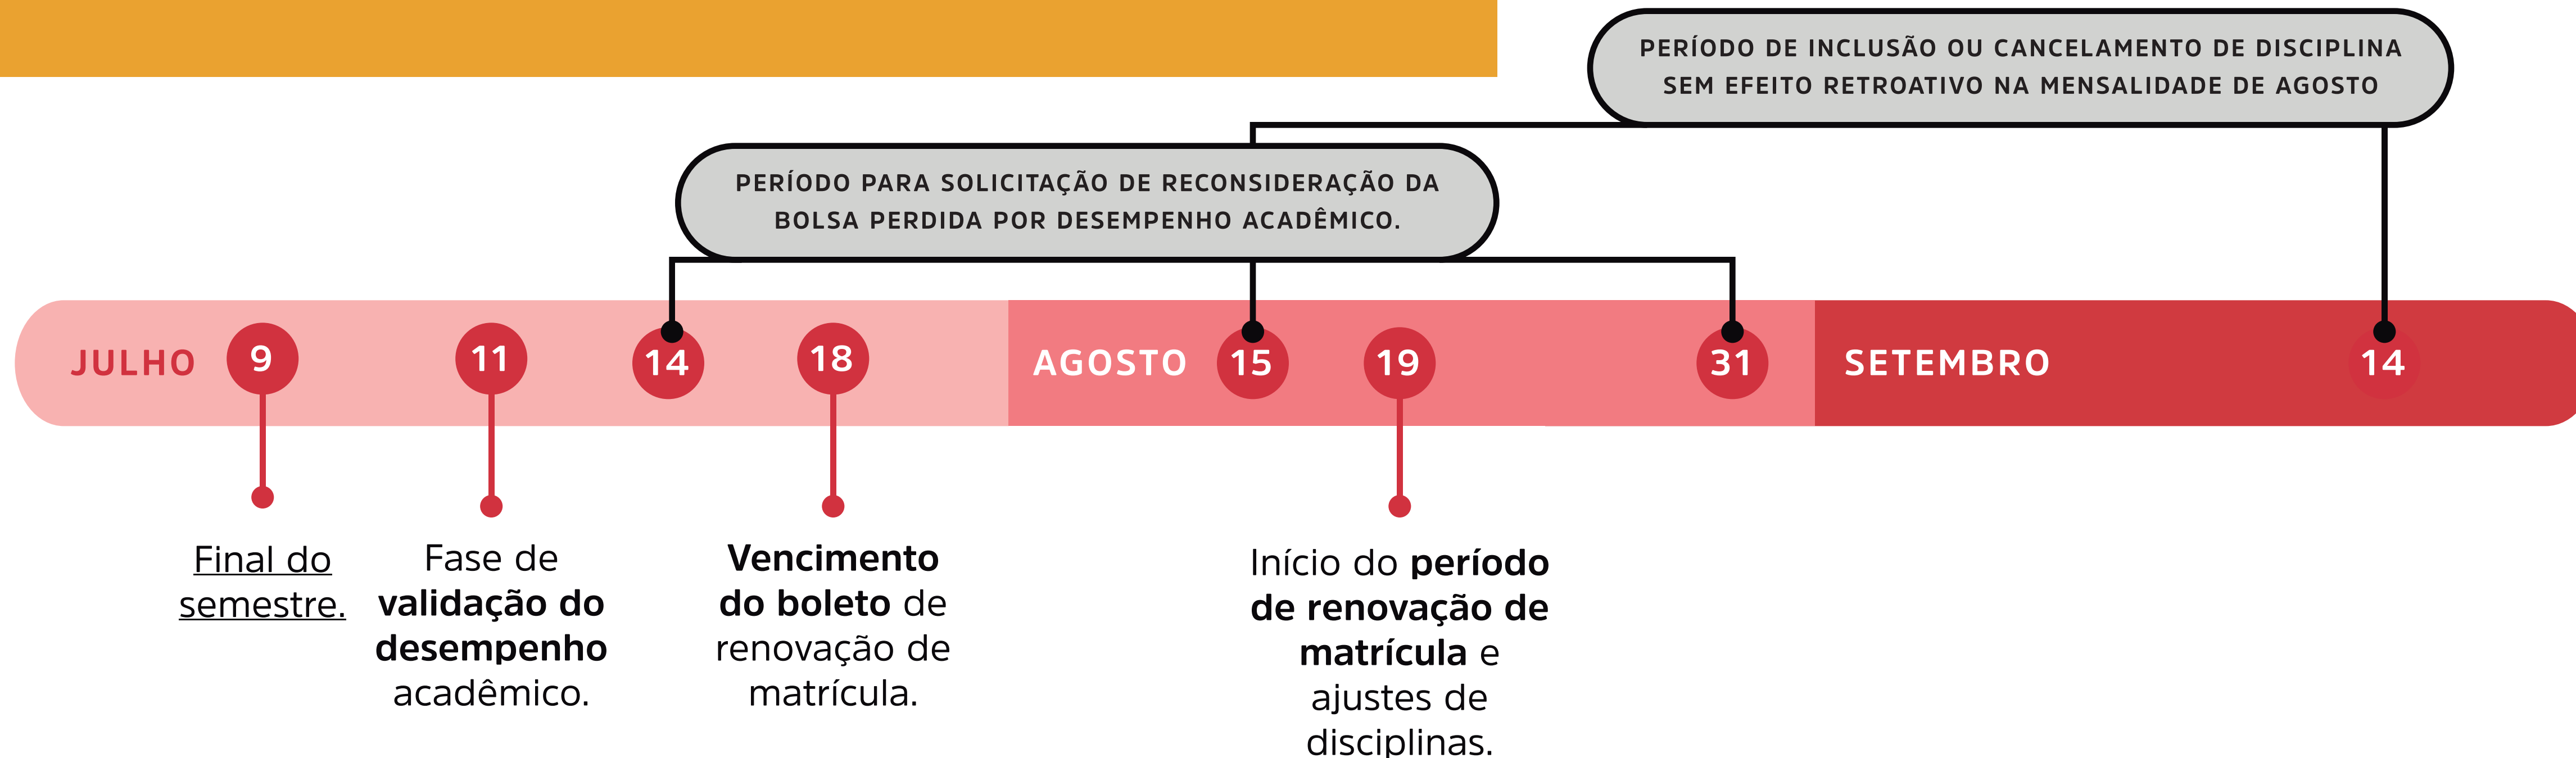 PERÍODO DE INCLUSÃO OU CANCELAMENTO DE DISCIPLINA
SEM EFEITO RETROATIVO NA MENSALIDADE DE AGOSTO
PERÍODO PARA SOLICITAÇÃO DE RECONSIDERAÇÃO DA
BOLSA PERDIDA POR DESEMPENHO ACADÊMICO.
JULHO 9 11 14 18 AGOSTO 15 19 31 SETEMBRO 14
Final do
semestre.
Fase de
validação do
desempenho
acadêmico.
Vencimento
do boleto de
renovação de
matrícula.
Início do período
de renovação de
matrícula e
ajustes de
disciplinas.